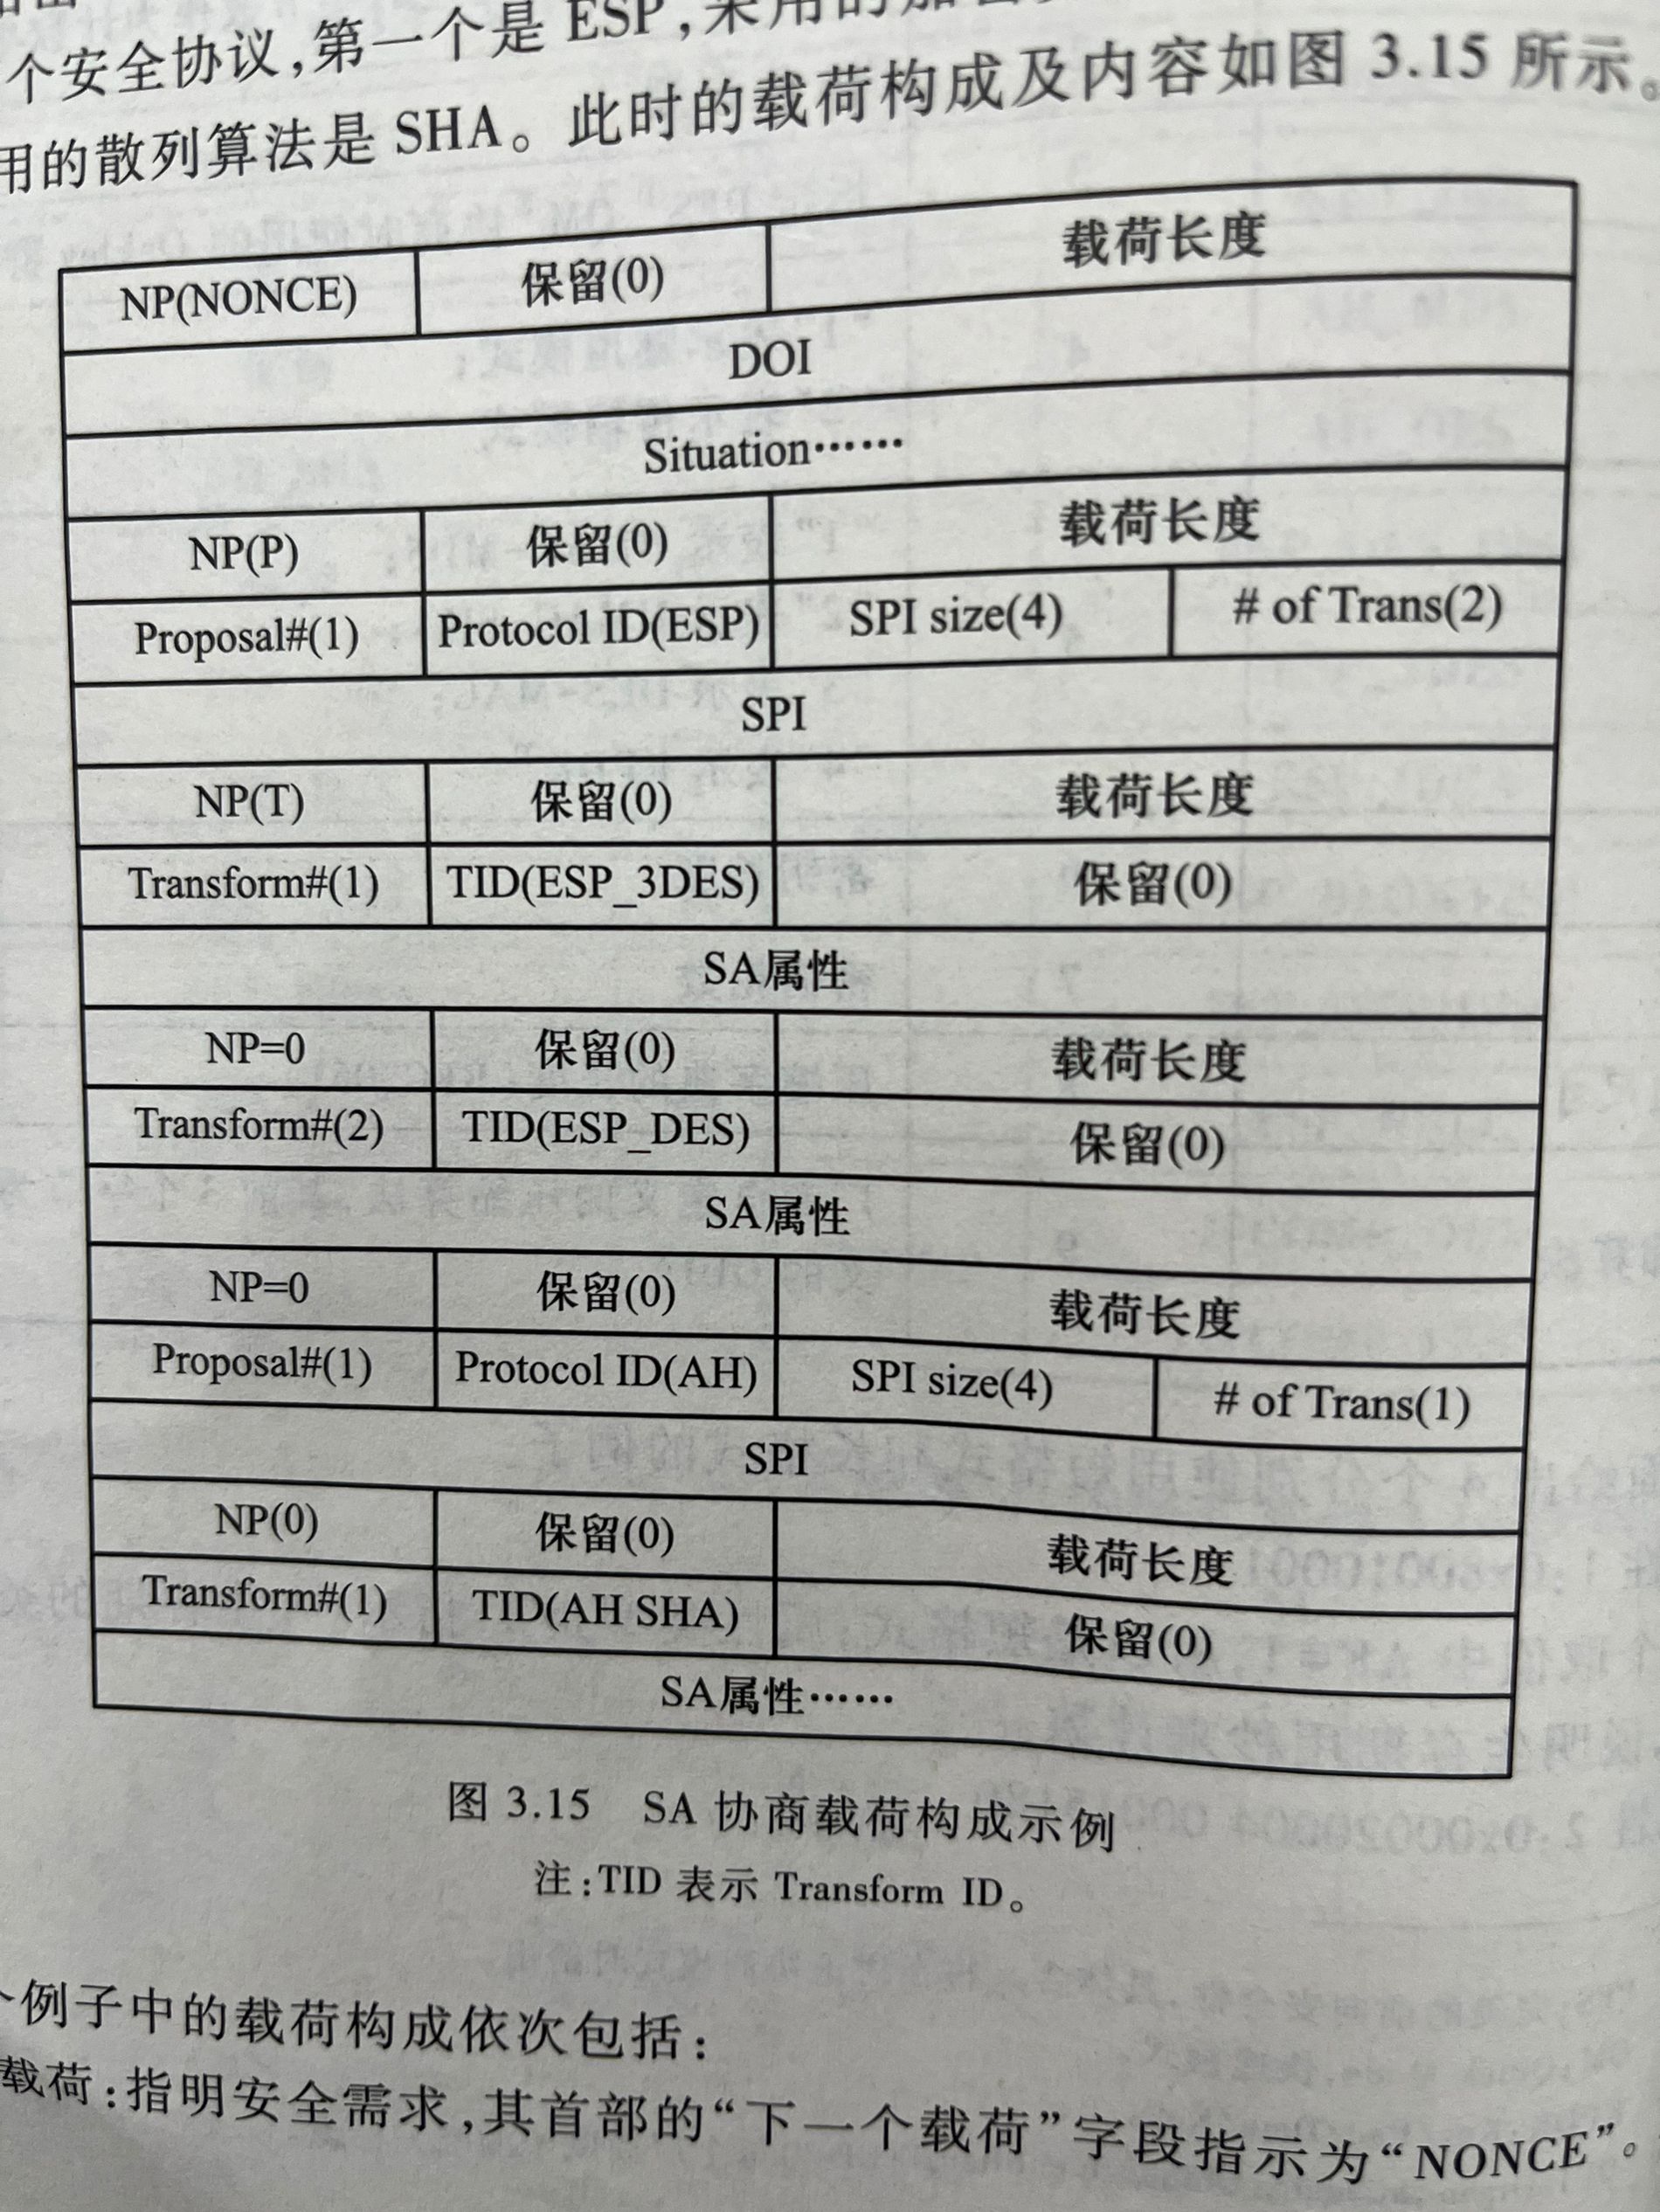 个安全协议,第一个是 ESP,采用的加密
用的散列算法是 SHA。此时的载荷构成及内容如图 3.15 所示。
NP(NONCE) 保留(0) 载荷长度
DOI
Situation……
NP(P) 保留(0) 载荷长度
Proposal#(1) Protocol ID(ESP) SPI size(4) # of Trans(2)
SPI
NP(T) 保留(0) 载荷长度
Transform#(1) TID(ESP_3DES) 保留(0)
SA属性
NP=0 保留(0) 载荷长度
Transform#(2) TID(ESP_DES) 保留(0)
SA属性
NP=0 保留(0) 载荷长度
Proposal#(1) Protocol ID(AH) SPI size(4) # of Trans(1)
SPI
NP(0) 保留(0) 载荷长度
Transform#(1) TID(AH SHA) 保留(0)
SA属性……
图 3.15 SA 协商载荷构成示例
注:TID 表示 Transform ID。
例子中的载荷构成依次包括:
载荷:指明安全需求,其首部的“下一个载荷”字段指示为“NONCE”。